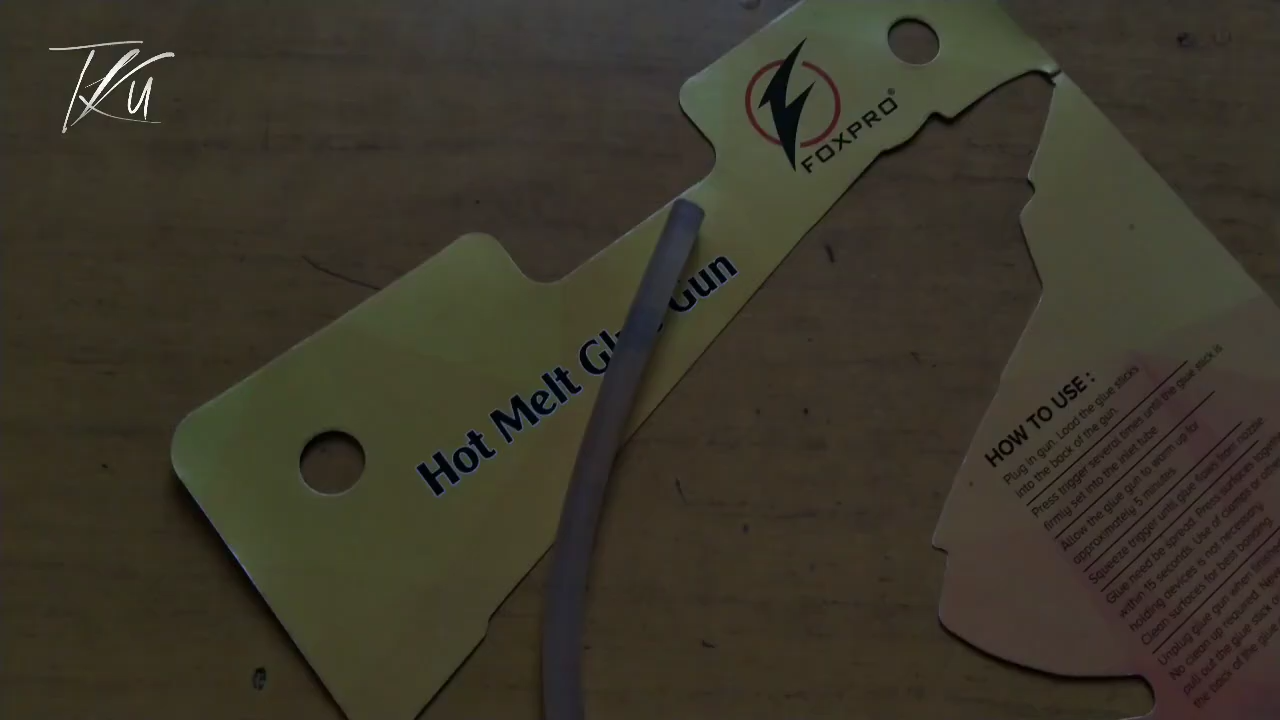 TKu
FOXPRO®
Hot Melt Glue Gun
HOW TO USE :
Plug in gun. Load the glue sticks
into the back of the gun.
Press trigger several times until the glue stick is
firmly set into the inlet tube
Allow the glue gun to warm up for
approximately 5 minutes.
Squeeze trigger until glue flows from nozzle
Glue need be spread. Press surfaces together
within 15 seconds. Use of clamps or
holding devices is not necessary
Clean surfaces for best bonding.
Unplug glue gun when
No clean up required.
pull out the glue stick
the back of the